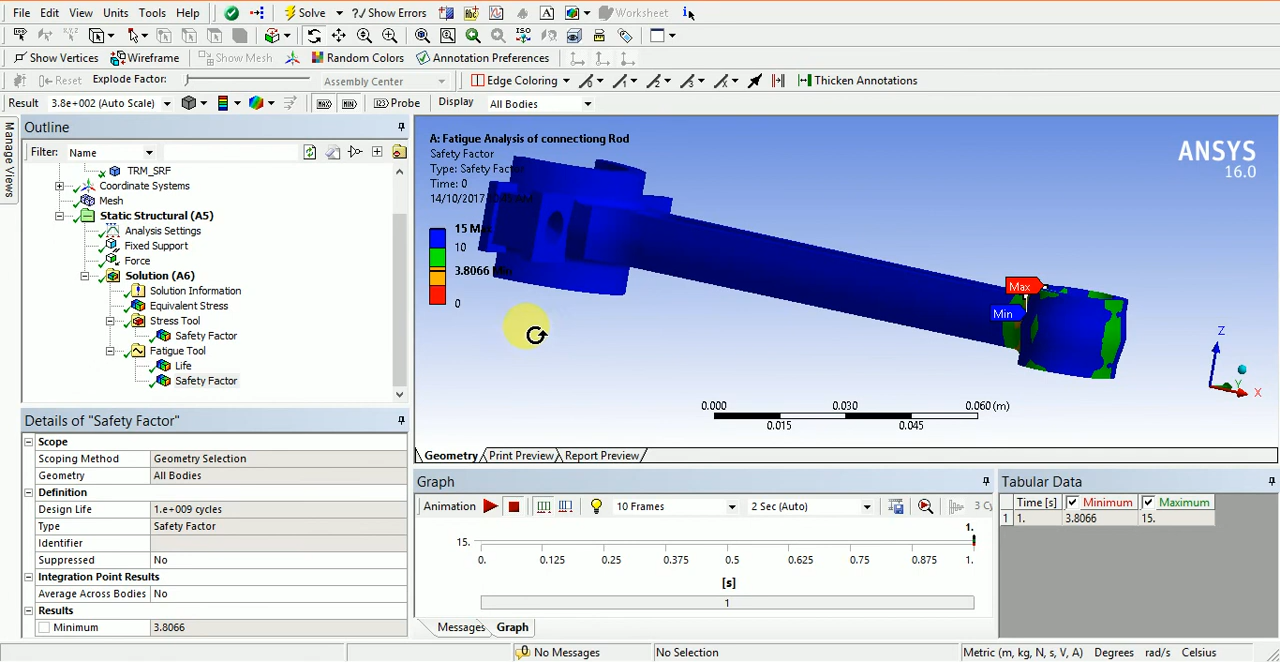 File Edit View Units Tools Help Solve ?/ Show Errors Worksheet i
Show Vertices Wireframe Show Mesh Random Colors Annotation Preferences
Reset Explode Factor: Assembly Center Edge Coloring Thicken Annotations
Result 3.8e+002 (Auto Scale) Probe Display All Bodies
Manage Views
Outline
Filter: Name
TRM_SRF
Coordinate Systems
Mesh
Static Structural (A5)
Analysis Settings
Fixed Support
Force
Solution (A6)
Solution Information
Equivalent Stress
Stress Tool
Safety Factor
Fatigue Tool
Life
Safety Factor
Details of "Safety Factor"
Scope
Scoping Method Geometry Selection
Geometry All Bodies
Definition
Design Life 1.e+009 cycles
Type Safety Factor
Identifier
Suppressed No
Integration Point Results
Average Across Bodies No
Results
Minimum 3.8066
A: Fatigue Analysis of connectiong Rod
Safety Factor
Type: Safety Factor
Time: 0
14/10/2017
15 Max
10
3.8066 Min
0
ANSYS
16.0
Max
Min
0.000 0.030 0.060 (m)
0.015 0.045
Z
Y
X
Geometry Print Preview Report Preview
Graph
Animation 10 Frames 2 Sec (Auto) 3 Cy
1.
15.
0. 0.125 0.25 0.375 0.5 0.625 0.75 0.875 1.
[s]
1
Messages Graph
Tabular Data
Time [s] Minimum Maximum
1 1. 3.8066 15.
0 No Messages No Selection Metric (m, kg, N, s, V, A) Degrees rad/s Celsius